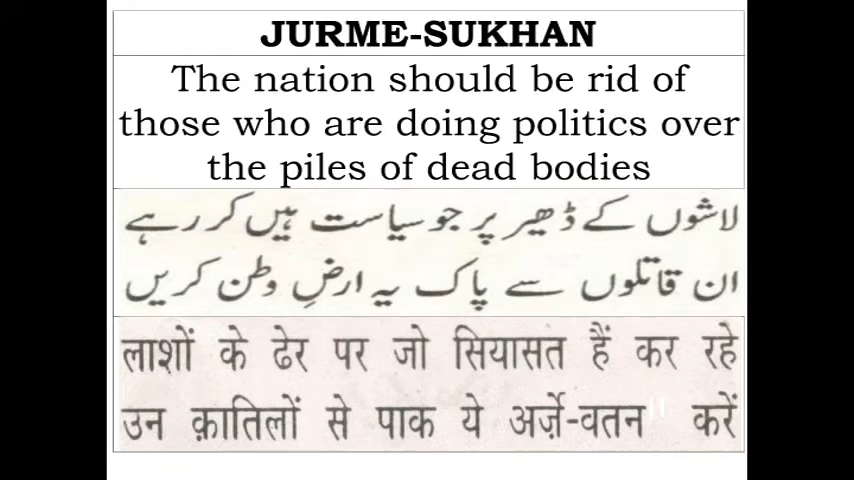 JURME-SUKHAN
The nation should be rid of
those who are doing politics over
the piles of dead bodies
لاشوں کے ڈھیر پر جو سیاست ہیں کر رہے
ان قاتلوں سے پاک یہ ارضِ وطن کریں
लाशों के ढेर पर जो सियासत हैं कर रहे
उन क़ातिलों से पाक ये अर्ज़े-वतन करें